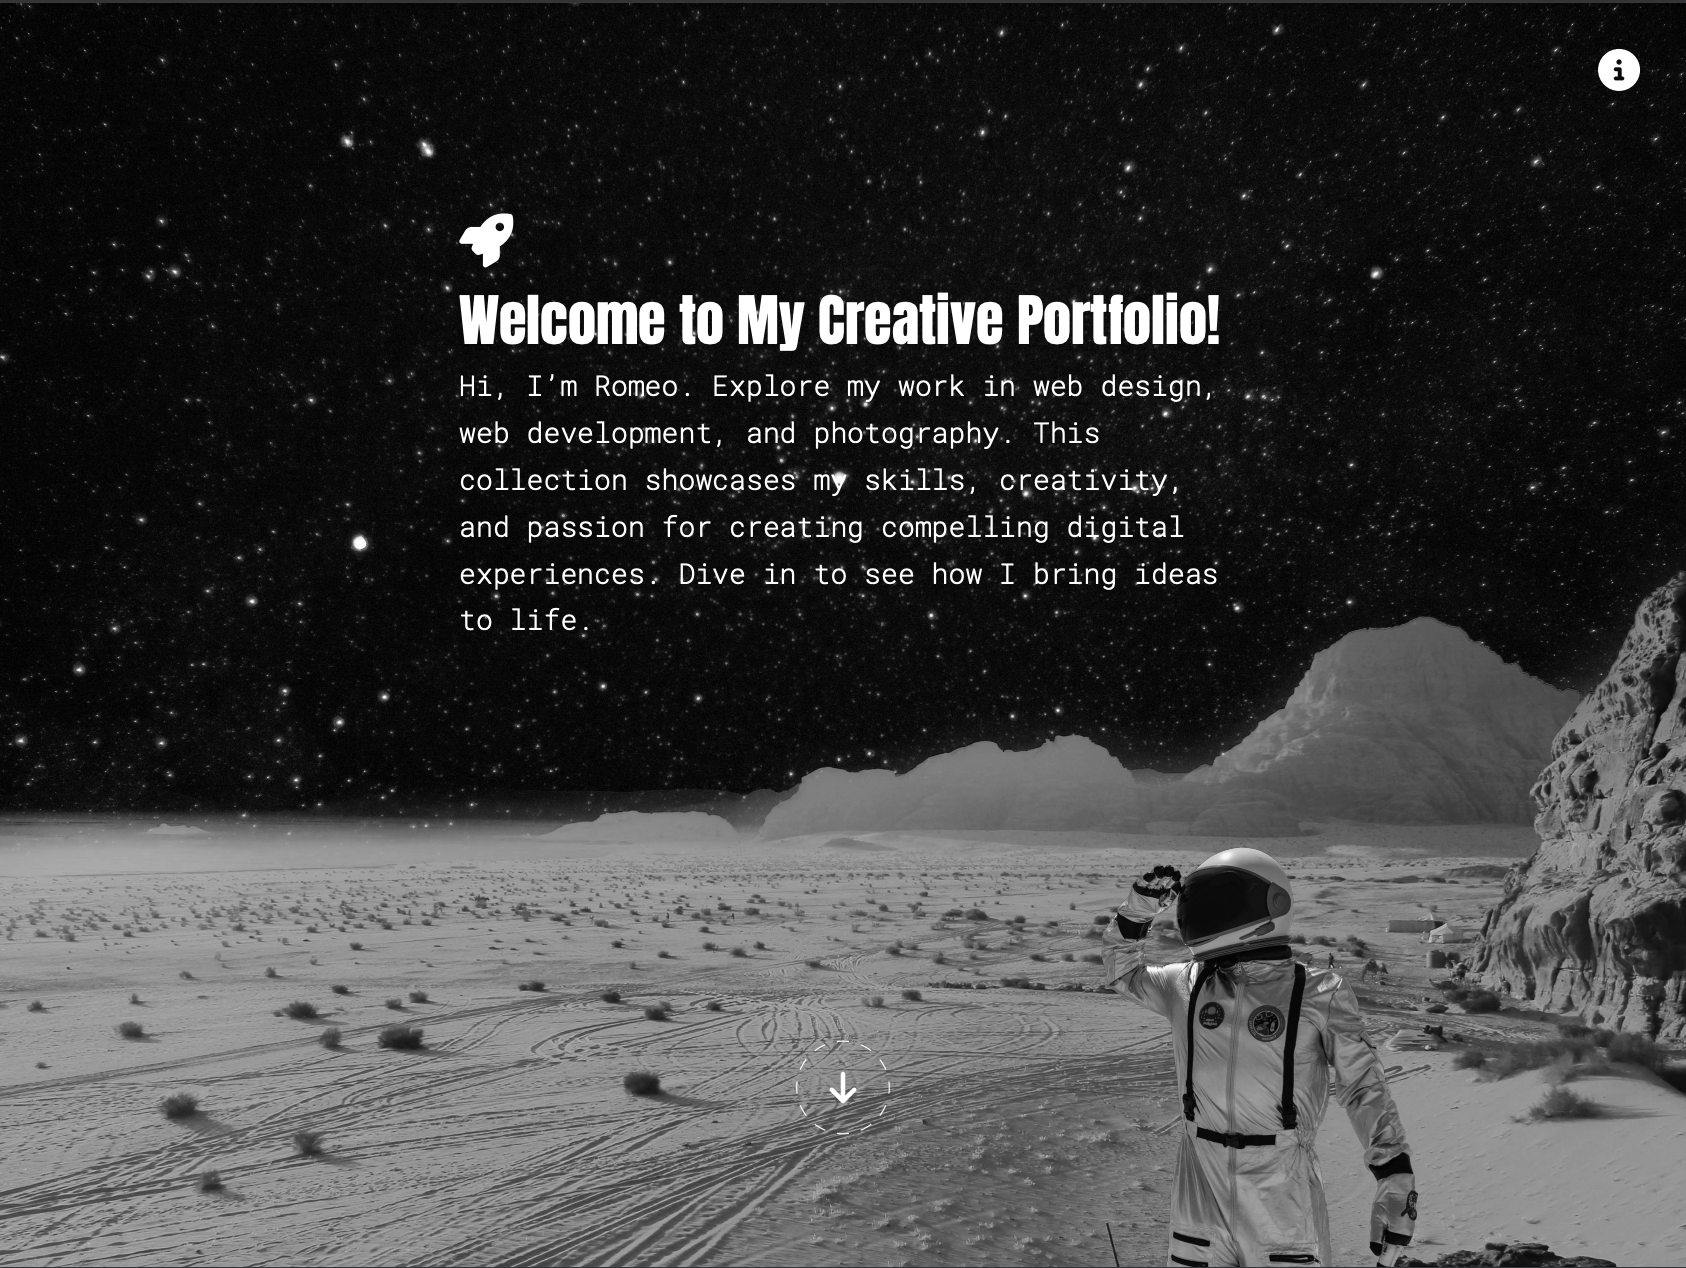 Welcome to My Creative Portfolio!
Hi, I’m Romeo. Explore my work in web design,
web development, and photography. This
collection showcases my skills, creativity,
and passion for creating compelling digital
experiences. Dive in to see how I bring ideas
to life.